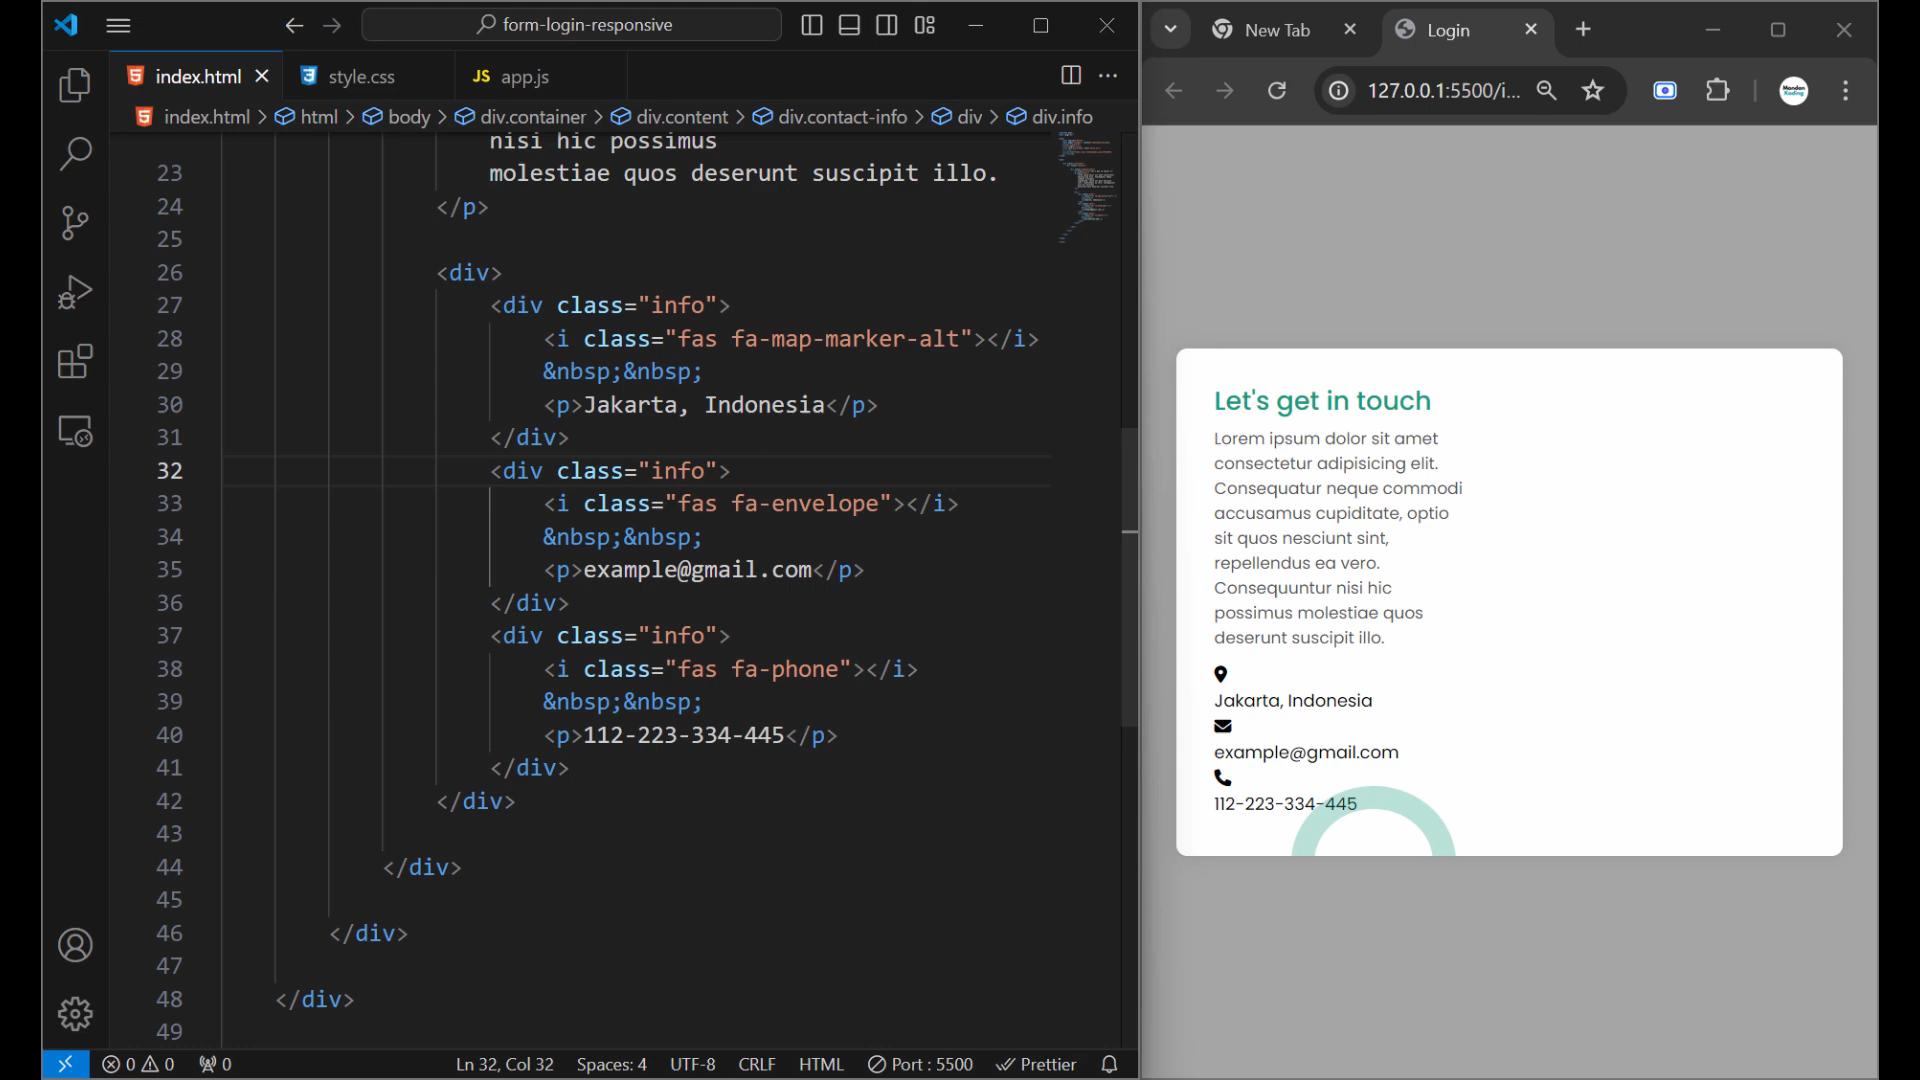 form-login-responsive
index.html
style.css
JS app.js
index.html > html > body > div.container > div.content > div.contact-info > div > div.info
nisi hic possimus
23 molestiae quos deserunt suscipit illo.
24 </p>
25
26 <div>
27 <div class="info">
28 <i class="fas fa-map-marker-alt"></i>
29 &nbsp;&nbsp;
30 <p>Jakarta, Indonesia</p>
31 </div>
32 <div class="info">
33 <i class="fas fa-envelope"></i>
34 &nbsp;&nbsp;
35 <p>example@gmail.com</p>
36 </div>
37 <div class="info">
38 <i class="fas fa-phone"></i>
39 &nbsp;&nbsp;
40 <p>112-223-334-445</p>
41 </div>
42 </div>
43
44 </div>
45
46 </div>
47
48 </div>
49
0 0 0 Ln 32, Col 32 Spaces: 4 UTF-8 CRLF HTML Port : 5500 Prettier
New Tab
Login
127.0.0.1:5500/i...
Let's get in touch
Lorem ipsum dolor sit amet
consectetur adipisicing elit.
Consequatur neque commodi
accusamus cupiditate, optio
sit quos nesciunt sint,
repellendus ea vero.
Consequuntur nisi hic
possimus molestiae quos
deserunt suscipit illo.
Jakarta, Indonesia
example@gmail.com
112-223-334-445